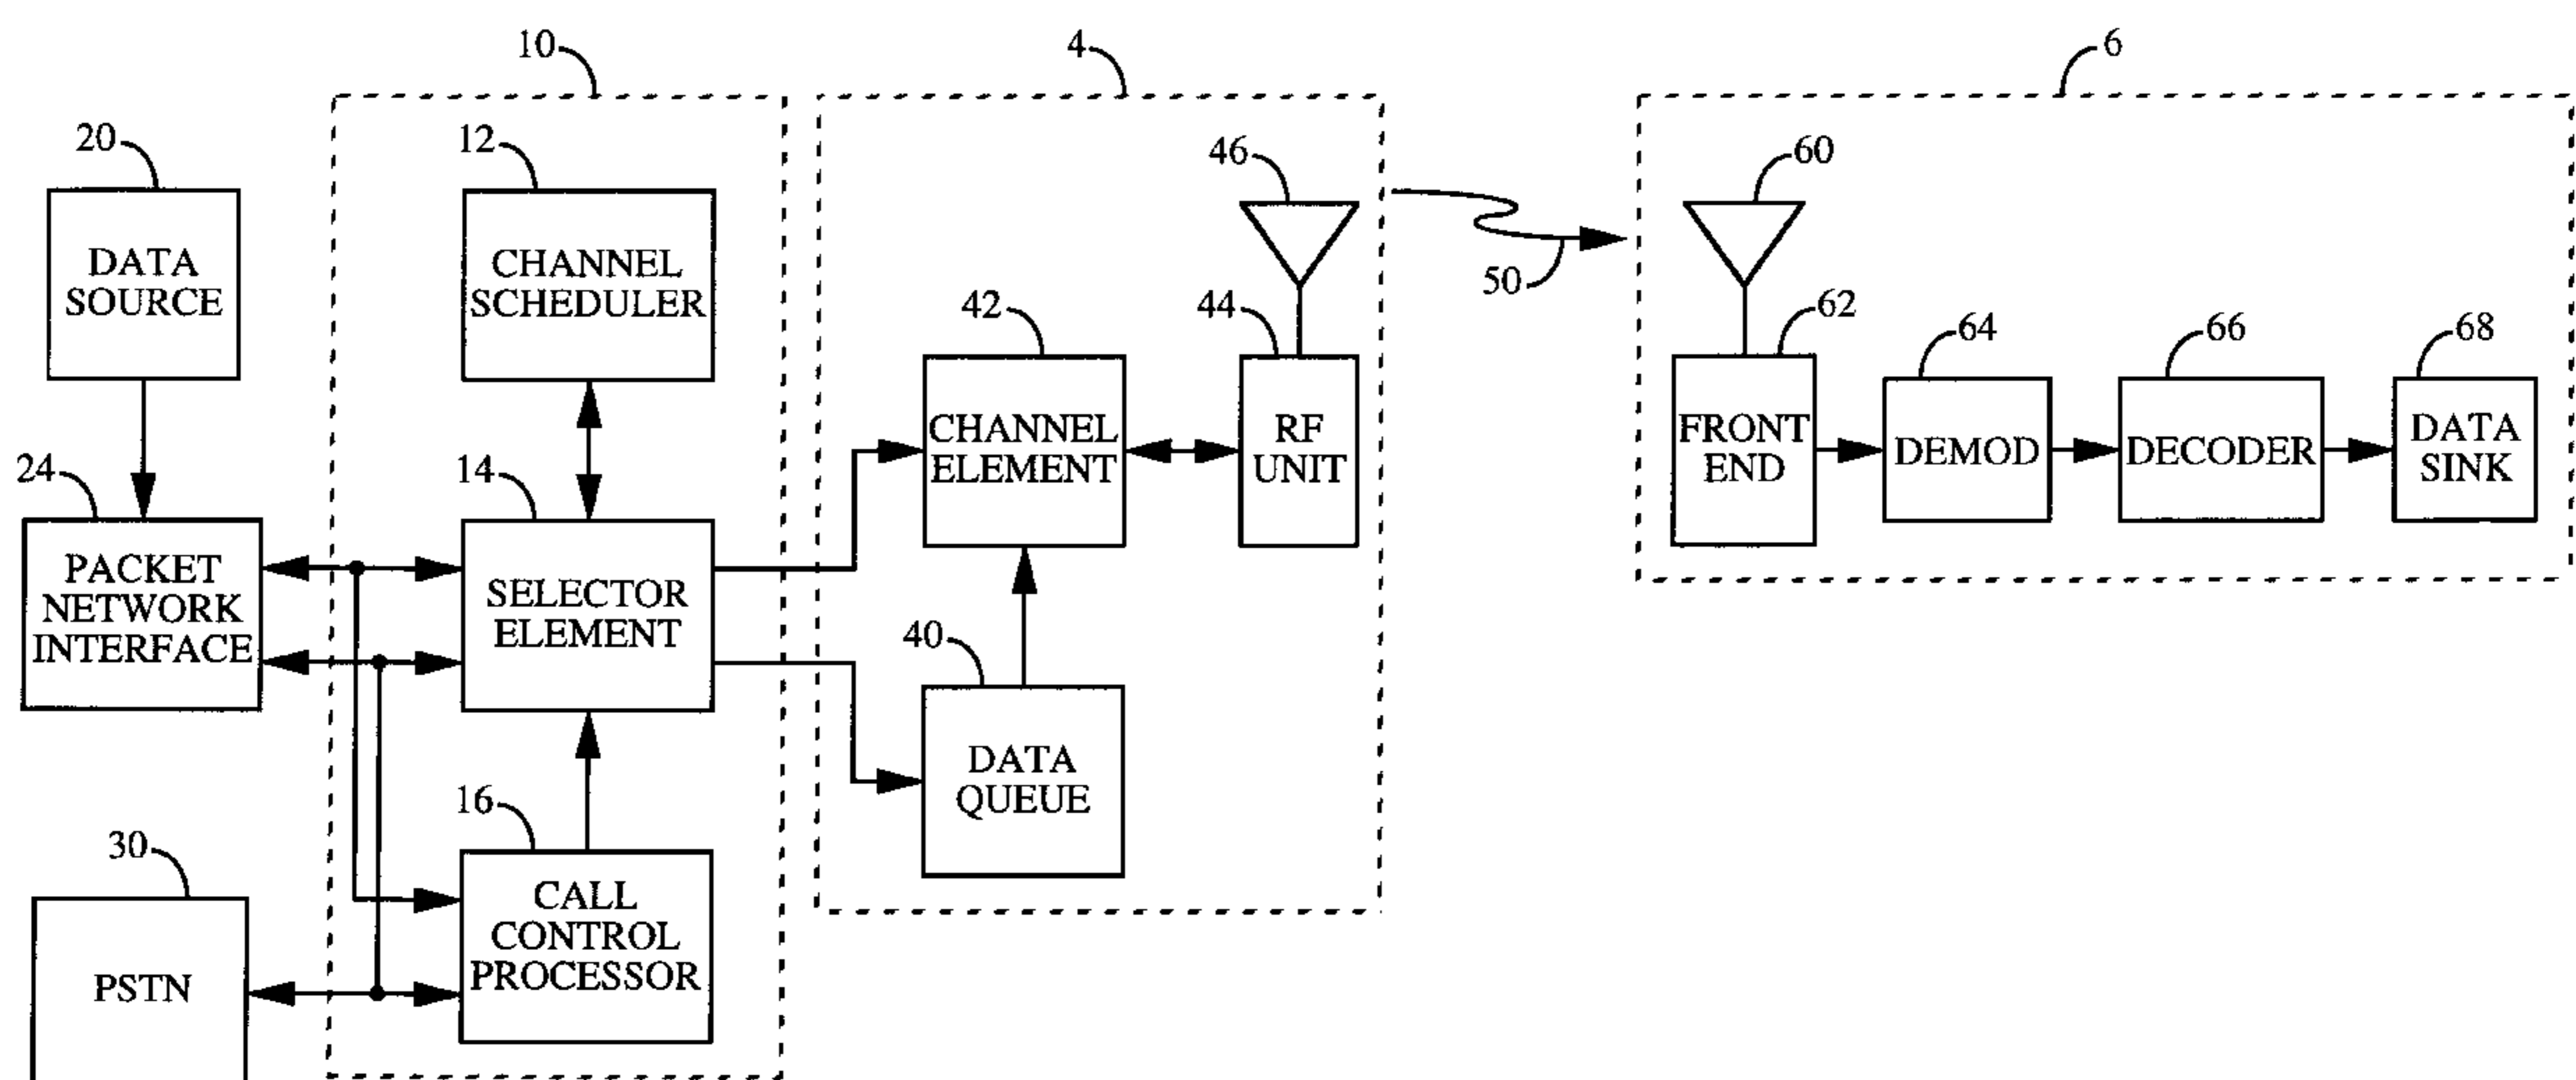 10
4
6
20
12
46
60
DATA
SOURCE
CHANNEL
SCHEDULER
50
42
44
62
64
66
68
24
14
CHANNEL
ELEMENT
RF
UNIT
FRONT
END
DEMOD
DECODER
DATA
SINK
PACKET
NETWORK
INTERFACE
SELECTOR
ELEMENT
40
DATA
QUEUE
30
16
PSTN
CALL
CONTROL
PROCESSOR